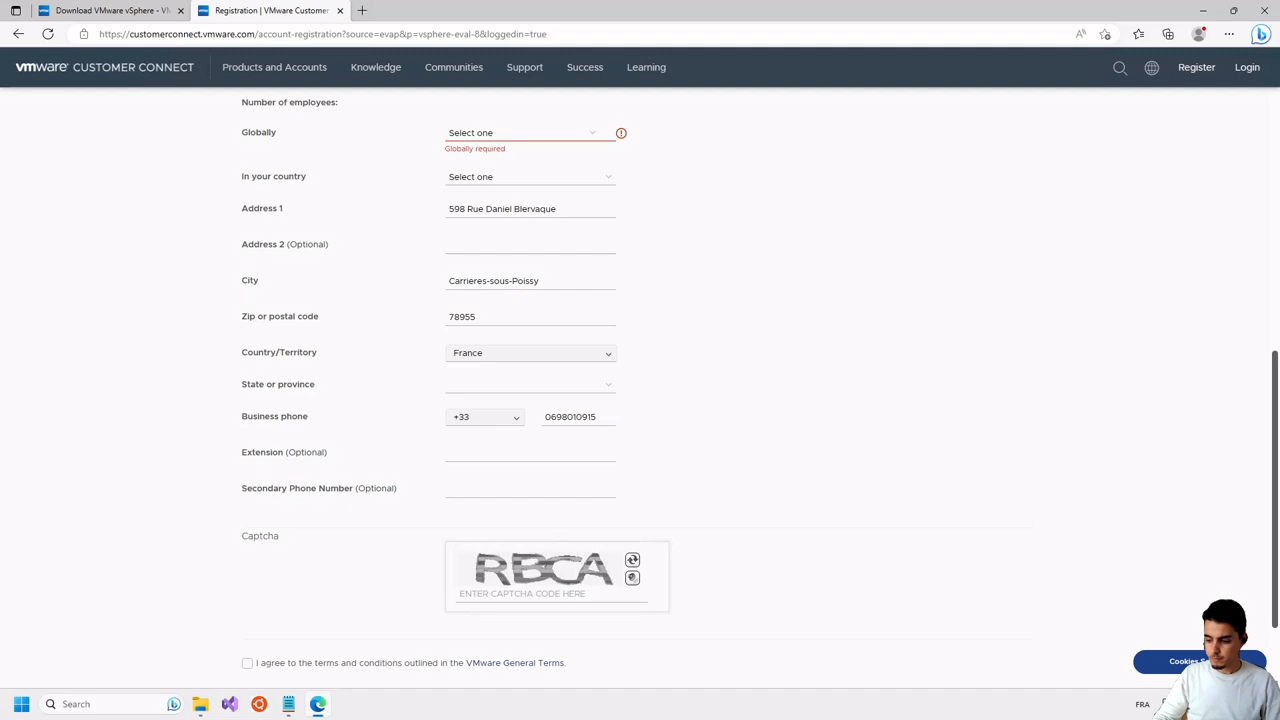 Download VMware vSphere - VM
Registration | VMware Customer
https://customerconnect.vmware.com/account-registration?source=evap&p=vsphere-eval-8&loggedin=true
vmware CUSTOMER CONNECT
Products and Accounts
Knowledge
Communities
Support
Success
Learning
Register
Login
Number of employees:
Globally
Select one
Globally required
In your country
Select one
Address 1
598 Rue Daniel Blervaque
Address 2 (Optional)
City
Carrieres-sous-Poissy
Zip or postal code
78955
Country/Territory
France
State or province
Business phone
+33
0698010915
Extension (Optional)
Secondary Phone Number (Optional)
Captcha
RBCA
ENTER CAPTCHA CODE HERE
I agree to the terms and conditions outlined in the VMware General Terms.
Cookies
Search
FRA